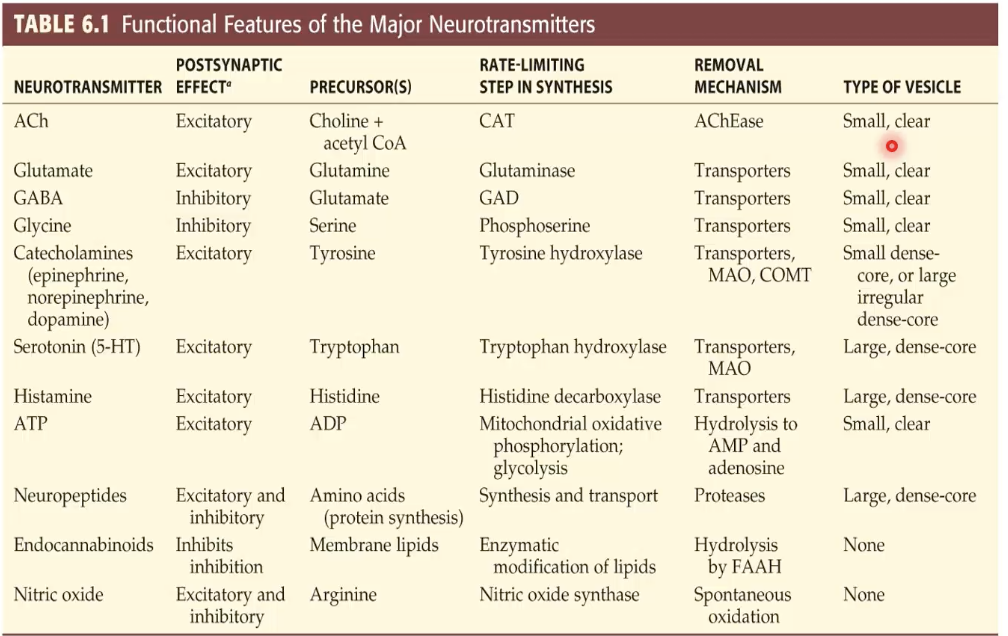 TABLE 6.1 Functional Features of the Major Neurotransmitters
POSTSYNAPTIC RATE-LIMITING REMOVAL
NEUROTRANSMITTER EFFECTᵃ PRECURSOR(S) STEP IN SYNTHESIS MECHANISM TYPE OF VESICLE
ACh Excitatory Choline + CAT AChEase Small, clear
acetyl CoA
Glutamate Excitatory Glutamine Glutaminase Transporters Small, clear
GABA Inhibitory Glutamate GAD Transporters Small, clear
Glycine Inhibitory Serine Phosphoserine Transporters Small, clear
Catecholamines Excitatory Tyrosine Tyrosine hydroxylase Transporters, Small dense-
(epinephrine, MAO, COMT core, or large
norepinephrine, irregular
dopamine) dense-core
Serotonin (5-HT) Excitatory Tryptophan Tryptophan hydroxylase Transporters, Large, dense-core
MAO
Histamine Excitatory Histidine Histidine decarboxylase Transporters Large, dense-core
ATP Excitatory ADP Mitochondrial oxidative Hydrolysis to Small, clear
phosphorylation; AMP and
glycolysis adenosine
Neuropeptides Excitatory and Amino acids Synthesis and transport Proteases Large, dense-core
inhibitory (protein synthesis)
Endocannabinoids Inhibits Membrane lipids Enzymatic Hydrolysis None
inhibition modification of lipids by FAAH
Nitric oxide Excitatory and Arginine Nitric oxide synthase Spontaneous None
inhibitory oxidation